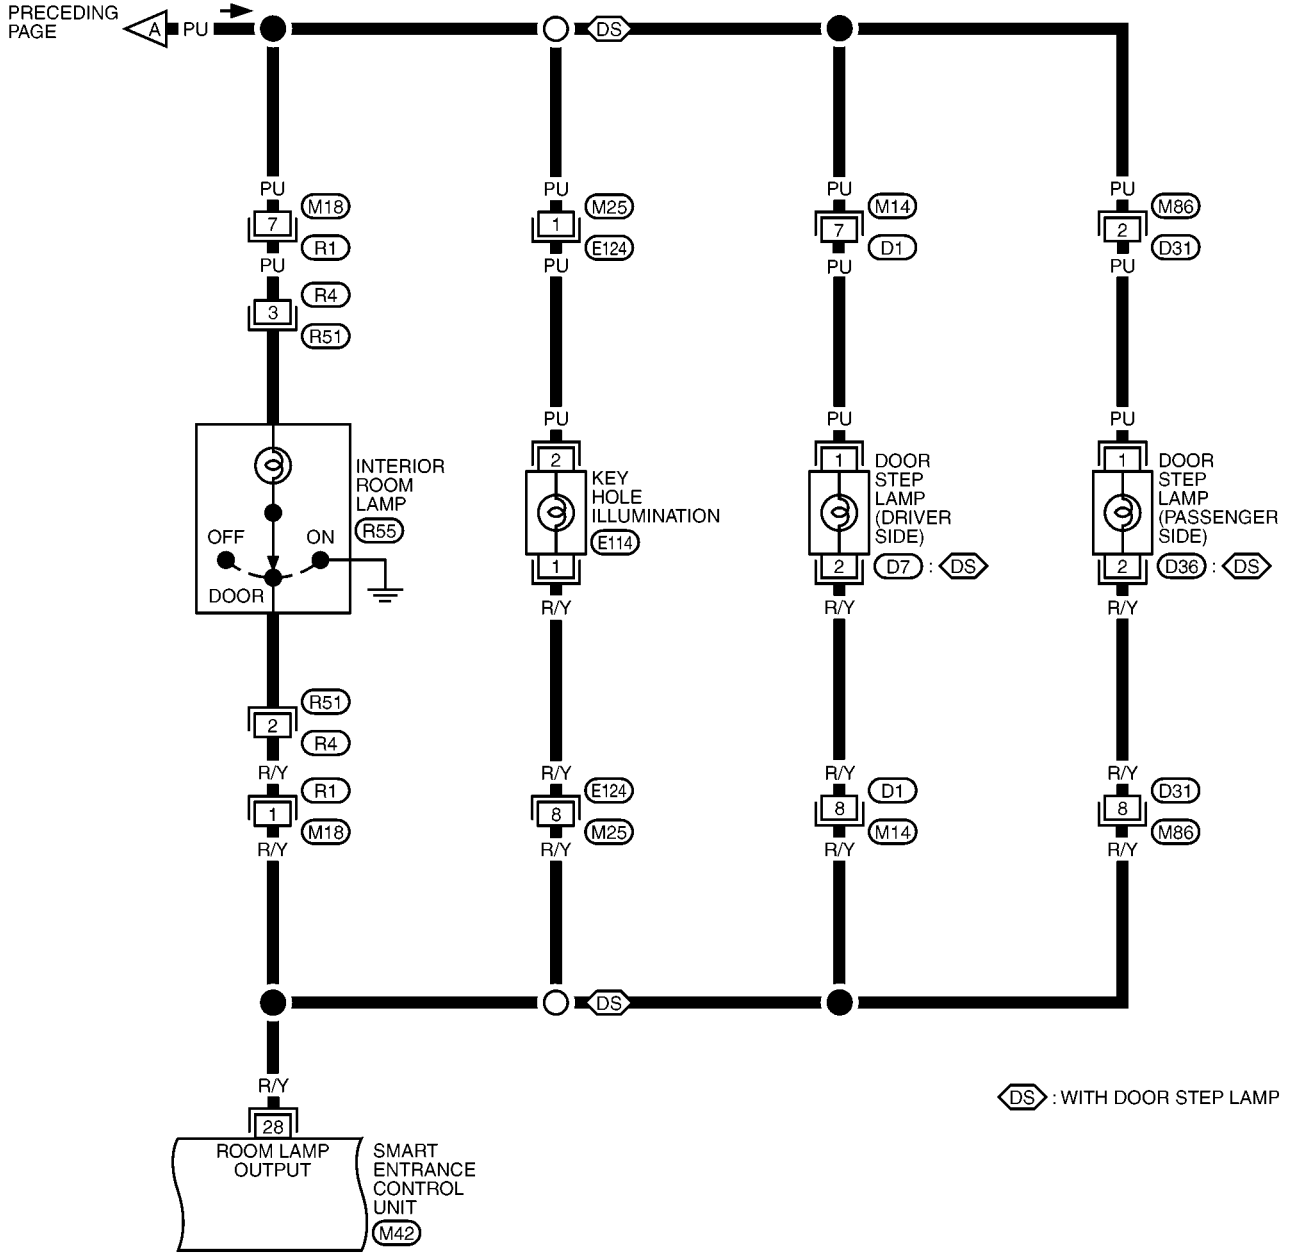 PRECEDING
PAGE
A
PU
DS
PU
PU
PU
PU
7
M18
R1
1
M25
E124
7
M14
D1
2
M86
D31
PU
PU
PU
PU
3
R4
R51
PU
PU
PU
INTERIOR
ROOM
LAMP
R55
OFF
ON
DOOR
2
KEY
HOLE
ILLUMINATION
E114
1
1
DOOR
STEP
LAMP
(DRIVER
SIDE)
2
D7 : DS
1
DOOR
STEP
LAMP
(PASSENGER
SIDE)
2
D36 : DS
R/Y
R/Y
R/Y
2
R51
R4
R/Y
R/Y
R/Y
R/Y
1
R1
M18
8
E124
M25
8
D1
M14
8
D31
M86
R/Y
R/Y
R/Y
R/Y
DS
R/Y
DS : WITH DOOR STEP LAMP
28
ROOM LAMP
OUTPUT
SMART
ENTRANCE
CONTROL
UNIT
M42